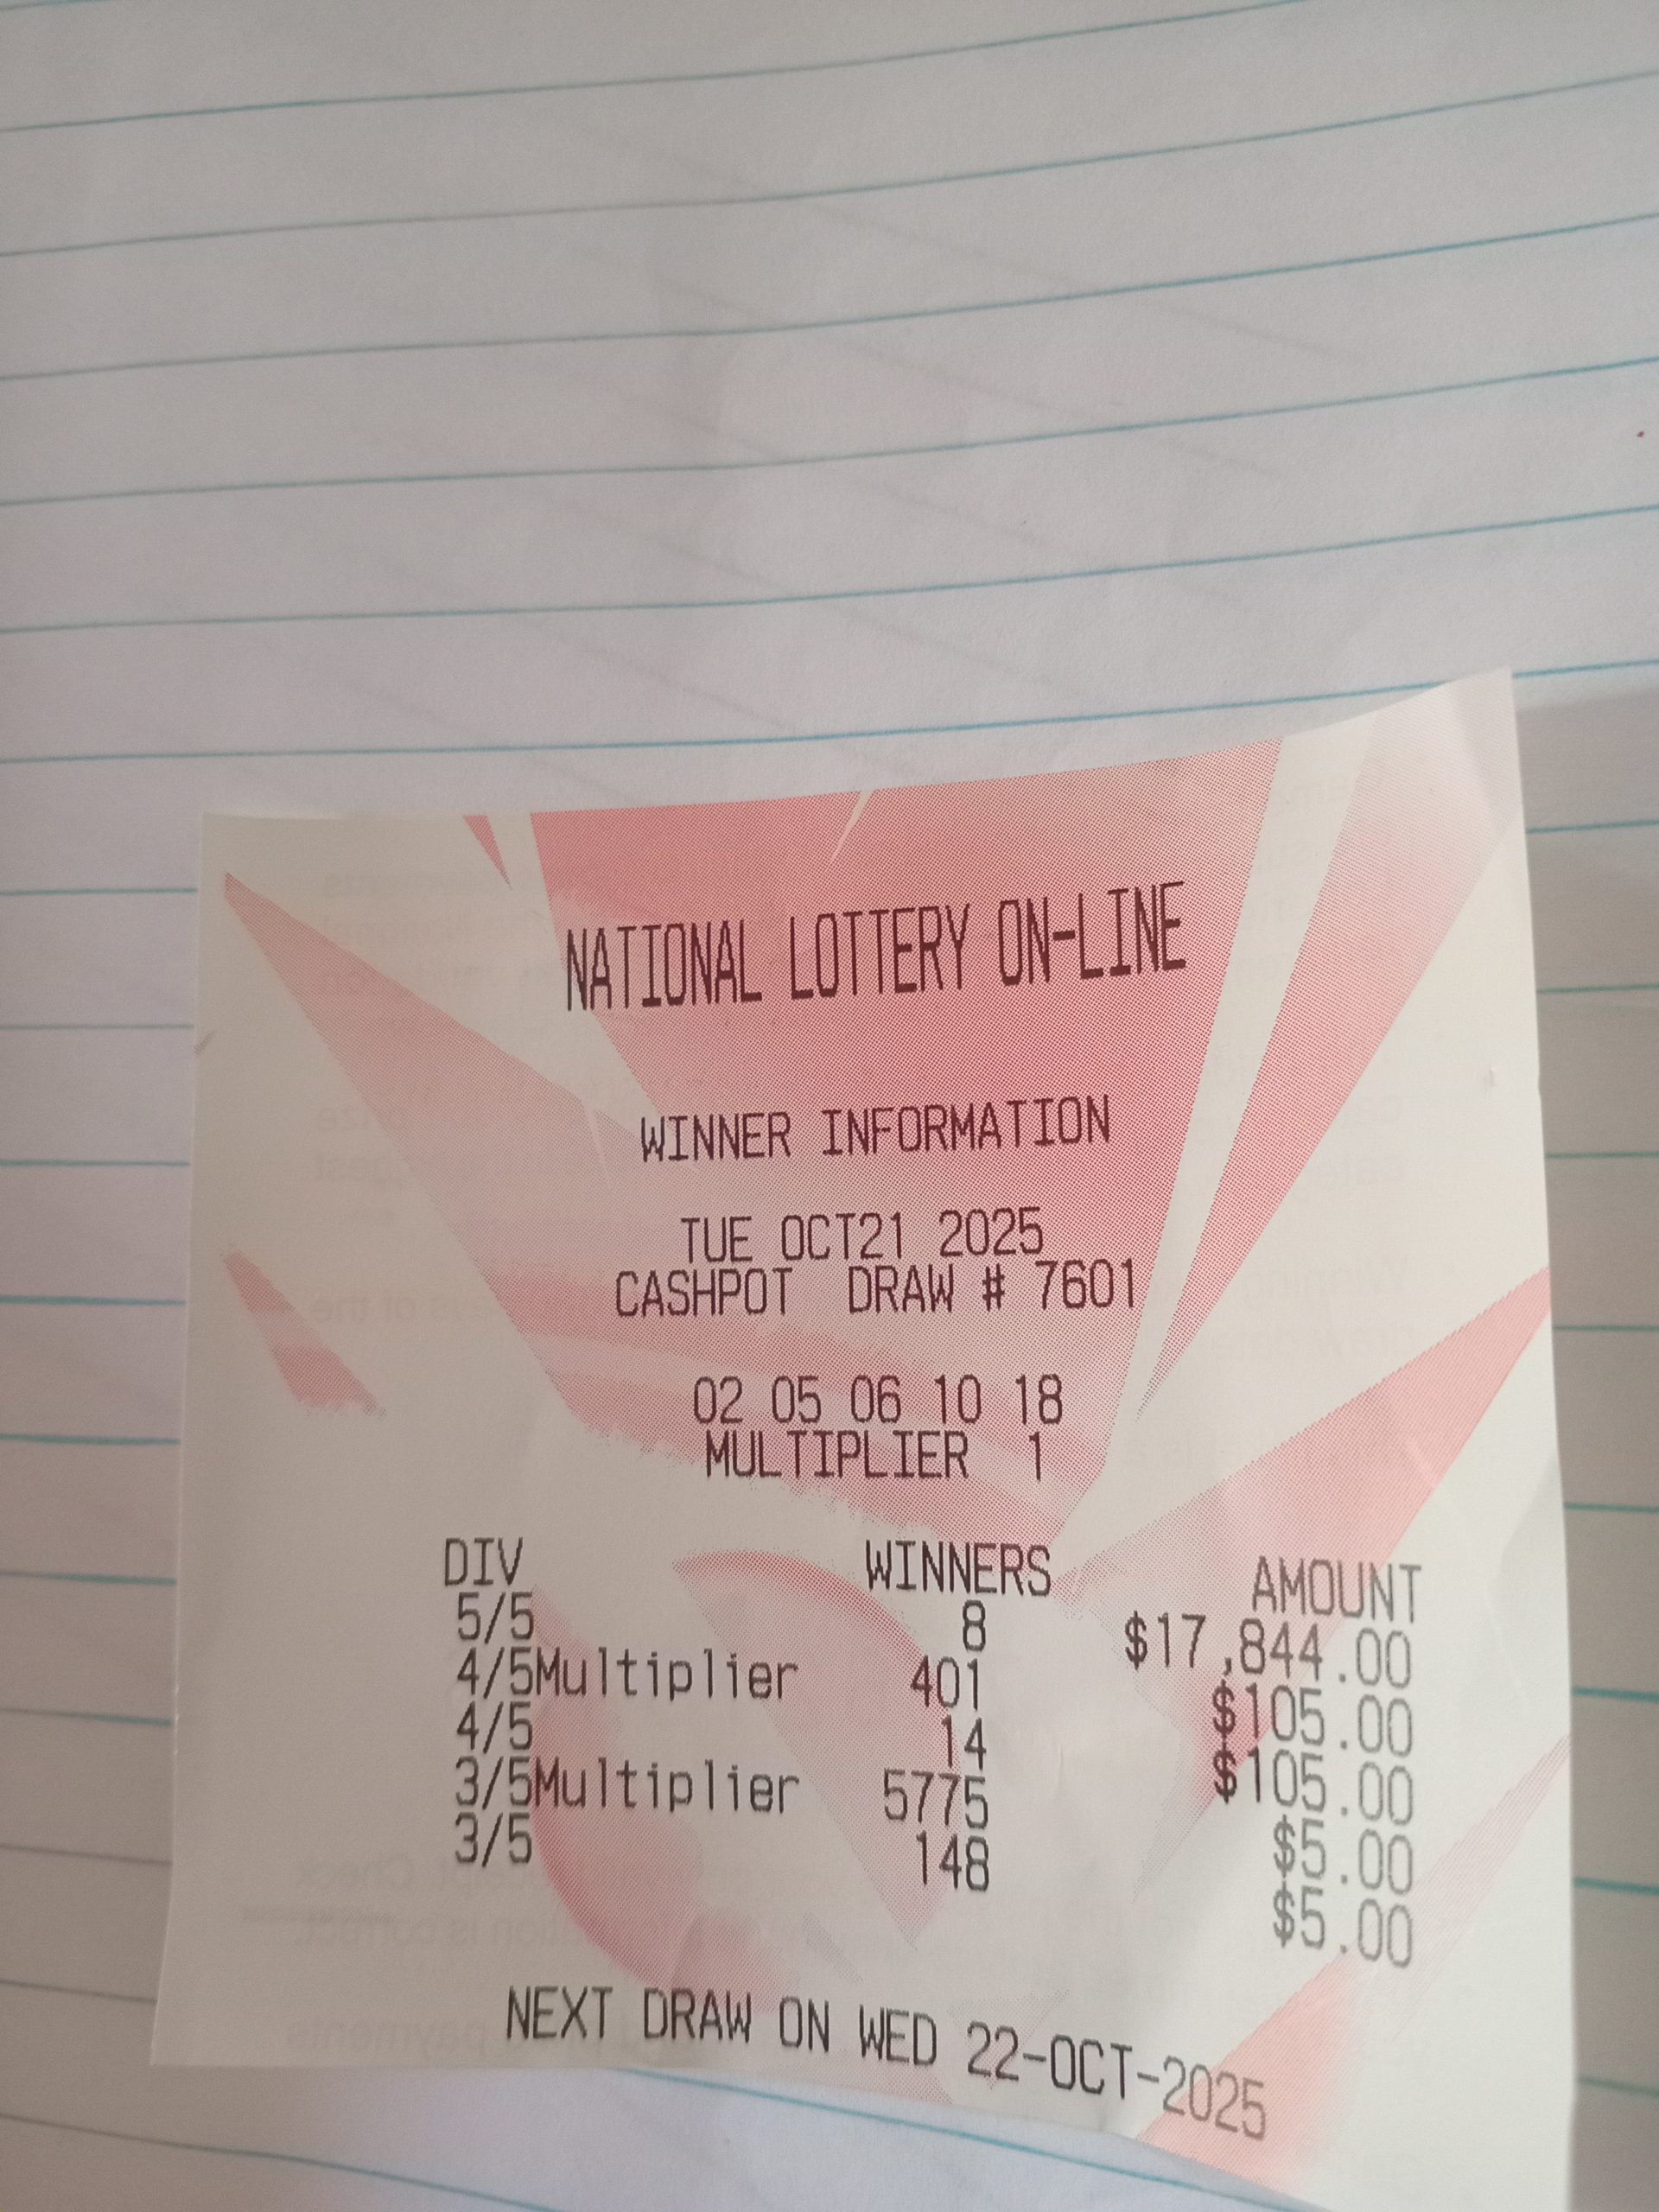 NATIONAL LOTTERY ON-LINE
WINNER INFORMATION
TUE OCT21 2025
CASHPOT DRAW # 7601
02 05 06 10 18
MULTIPLIER 1
DIV WINNERS AMOUNT
5/5 8 $17,844.00
4/5Multiplier 401 $105.00
4/5 14 $105.00
3/5Multiplier 5775 $5.00
3/5 148 $5.00
NEXT DRAW ON WED 22-OCT-2025